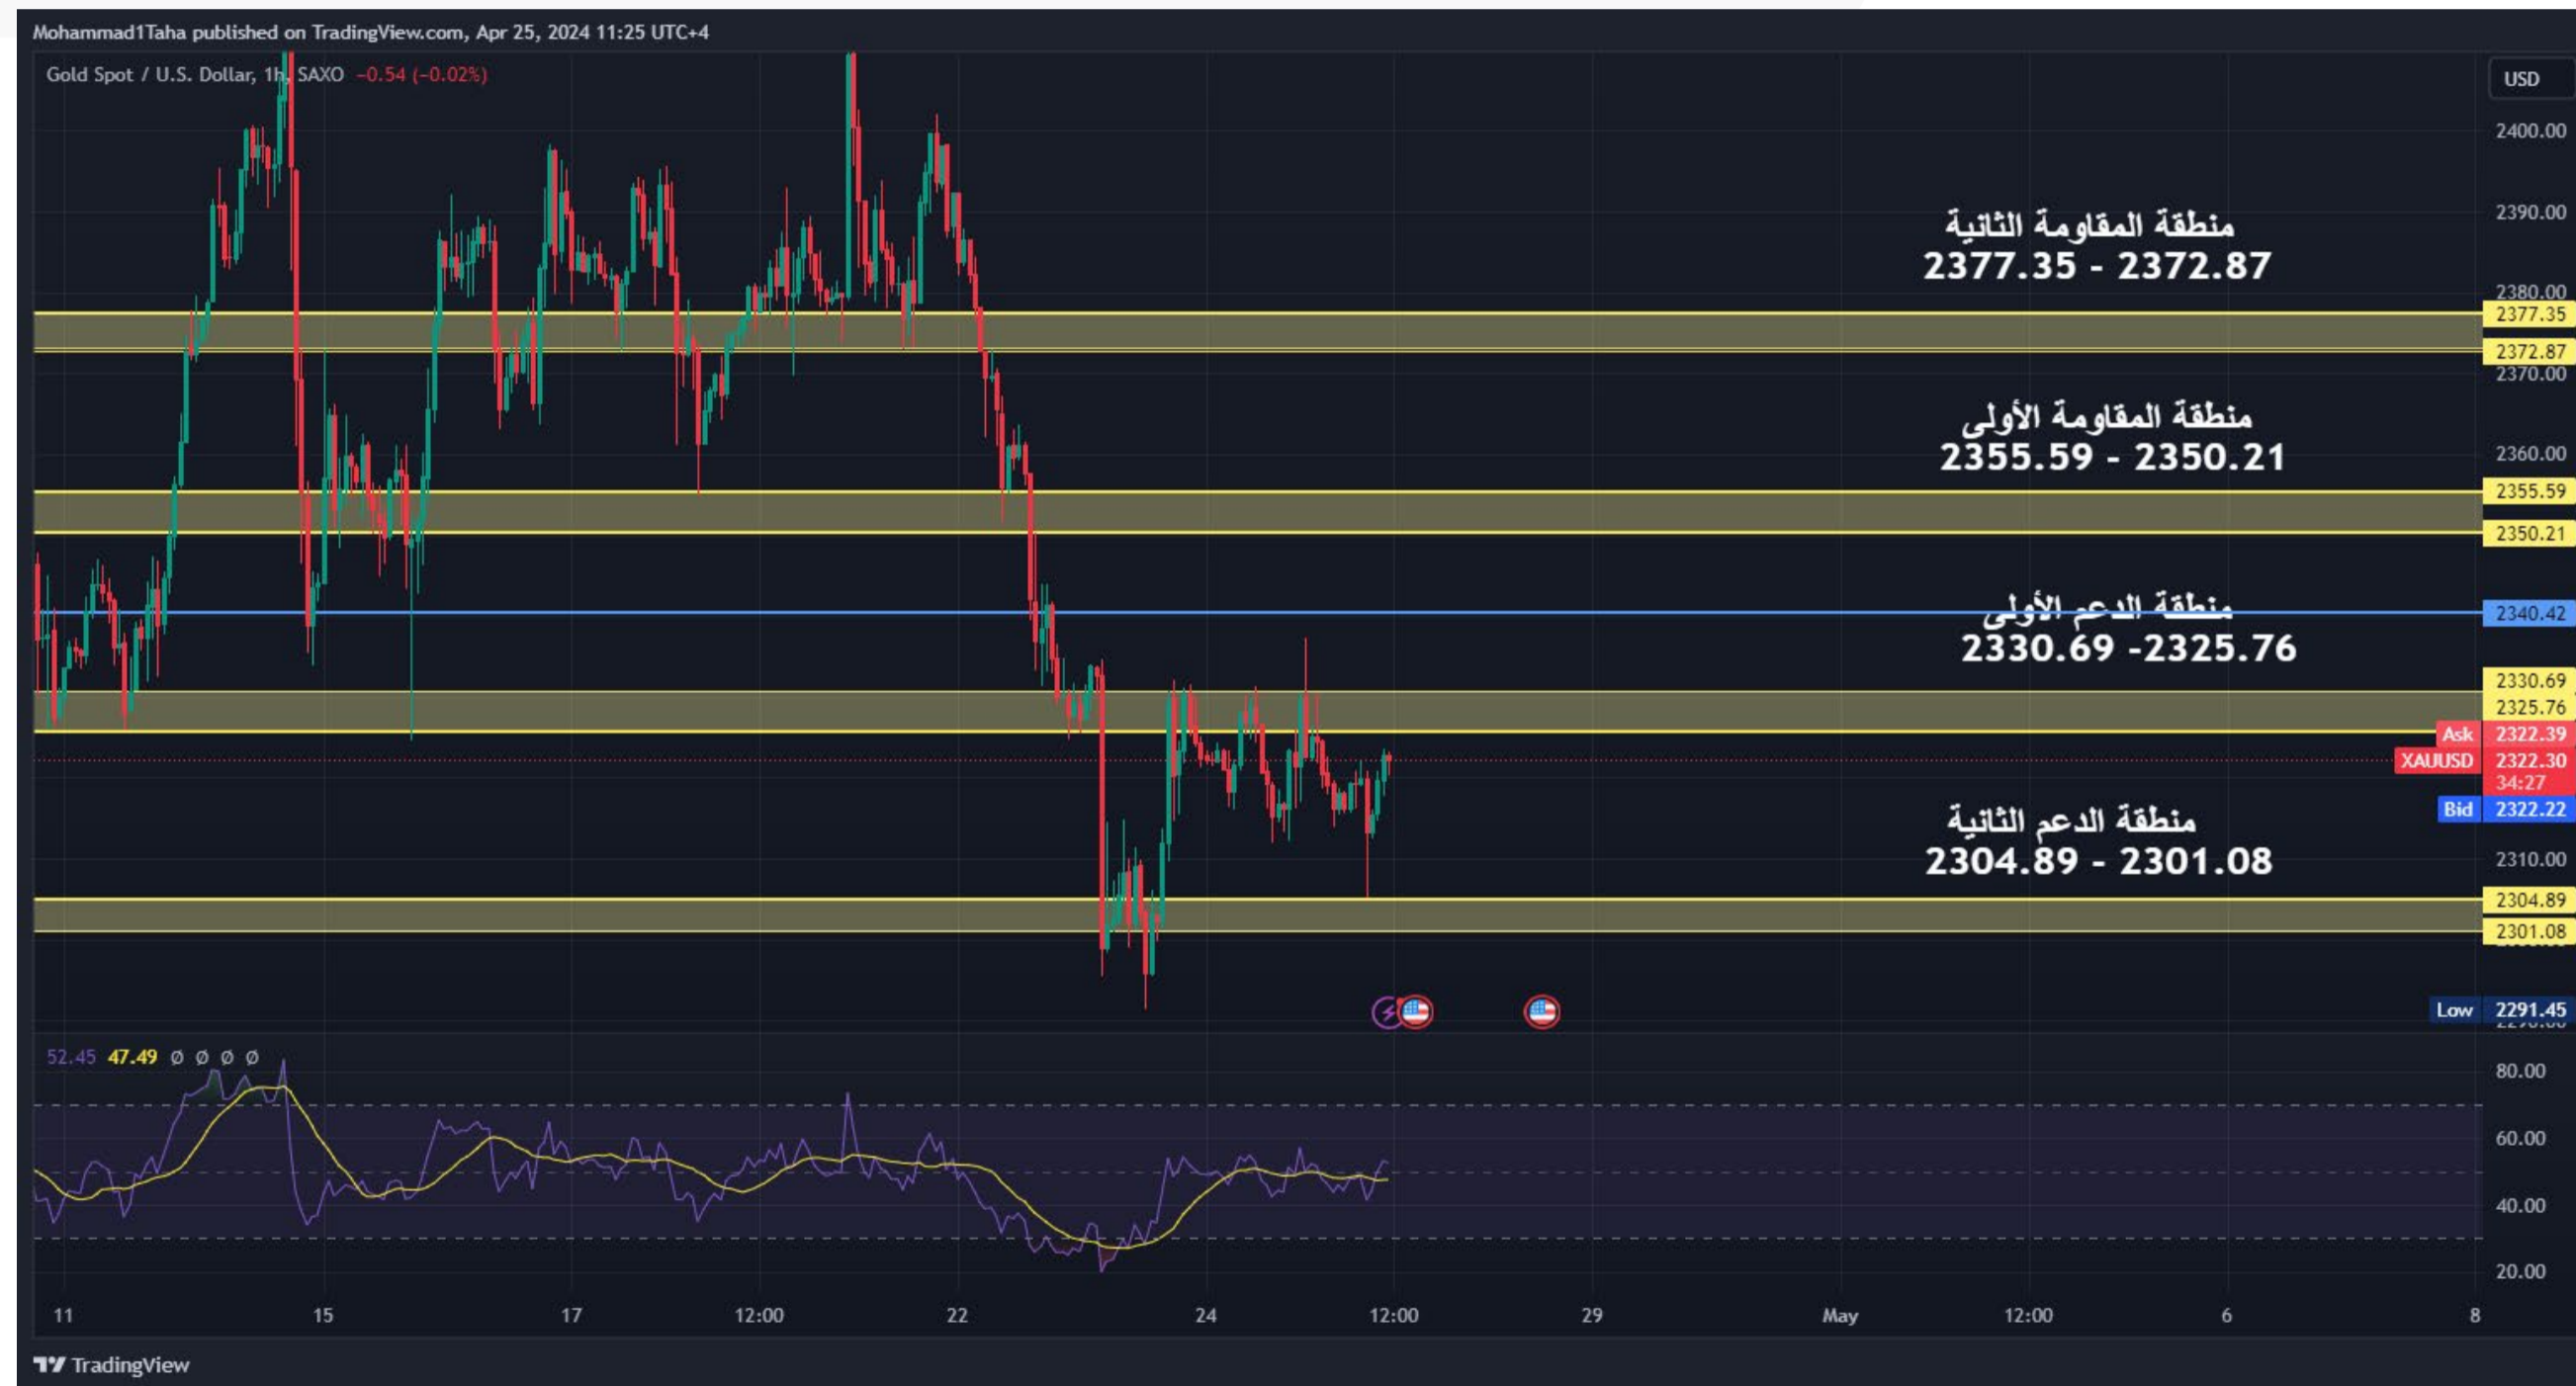 Mohammad1Taha published on TradingView.com, Apr 25, 2024 11:25 UTC+4
Gold Spot / U.S. Dollar, 1h, SAXO −0.54 (−0.02%)
USD
2400.00
2390.00
منطقة المقاومة الثانية
2377.35 - 2372.87
2380.00
2377.35
2372.87
2370.00
منطقة المقاومة الأولى
2355.59 - 2350.21
2360.00
2355.59
2350.21
منطقة الدعم الأولى
2340.42
2330.69 -2325.76
2330.69
2325.76
Ask 2322.39
XAUUSD 2322.30
34:27
Bid 2322.22
منطقة الدعم الثانية
2304.89 - 2301.08
2310.00
2304.89
2301.08
Low 2291.45
52.45 47.49 Ø Ø Ø Ø
80.00
60.00
40.00
20.00
11 15 17 12:00 22 24 12:00 29 May 12:00 6 8
TradingView